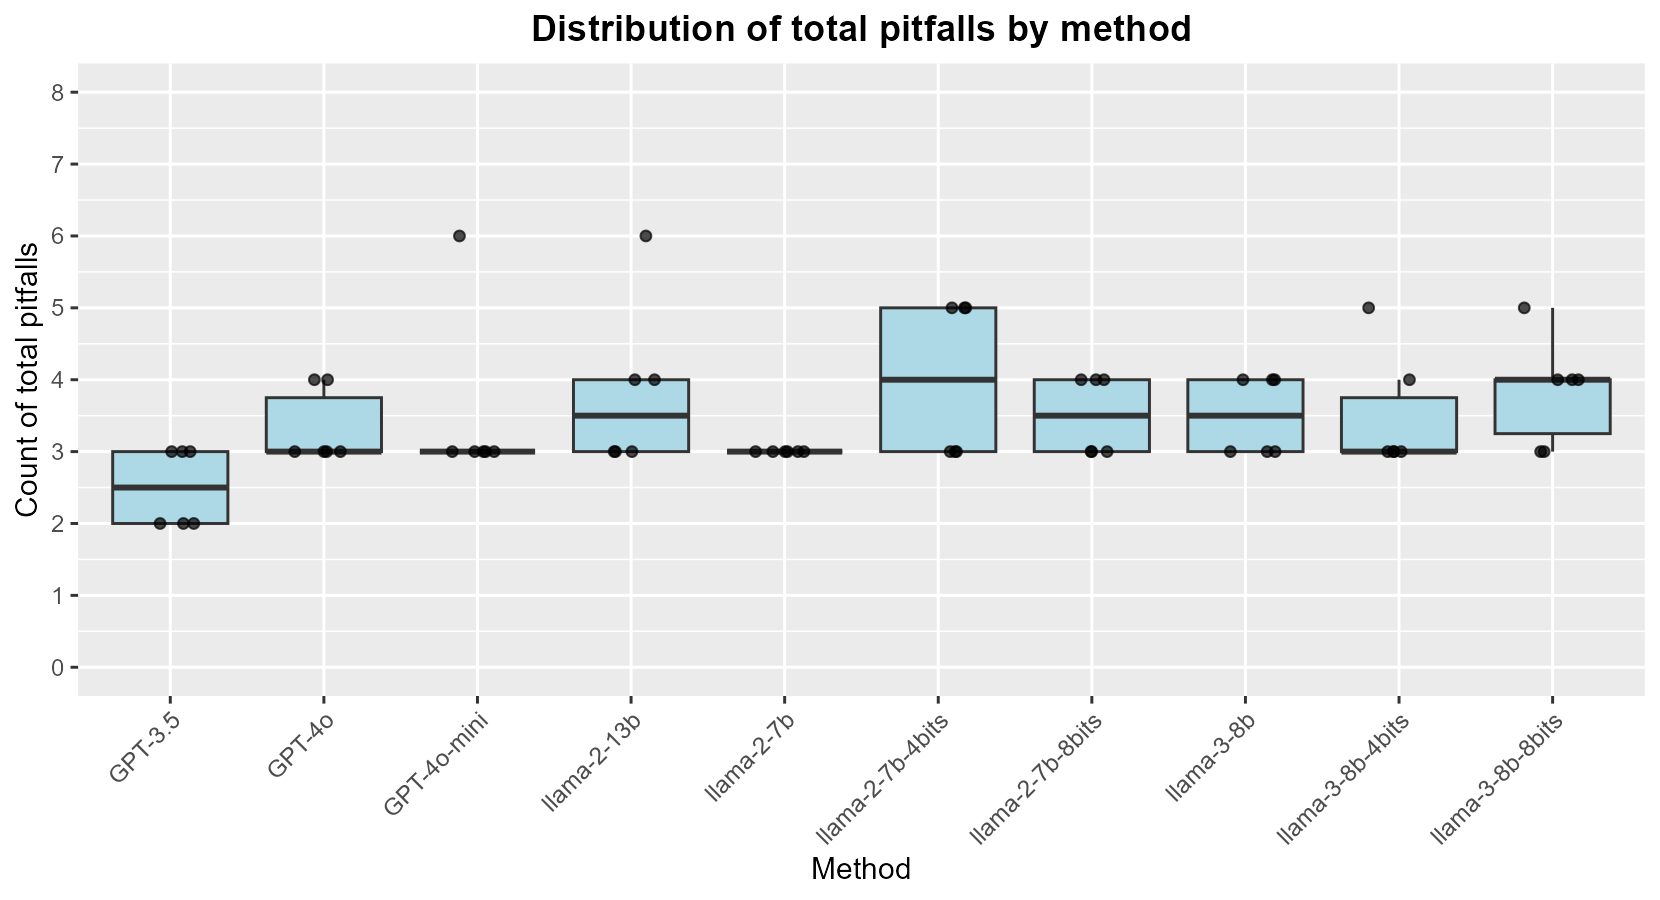 Distribution of total pitfalls by method
Count of total pitfalls
8
7
6
5
4
3
2
1
0
GPT-3.5
GPT-4o
GPT-4o-mini
llama-2-13b
llama-2-7b
llama-2-7b-4bits
llama-2-7b-8bits
llama-3-8b
llama-3-8b-4bits
llama-3-8b-8bits
Method